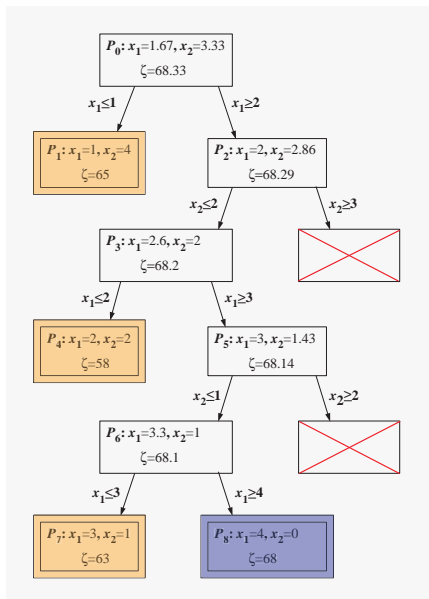 P0: x1=1.67, x2=3.33
ζ=68.33
x1≤1
x1≥2
P1: x1=1, x2=4
ζ=65
P2: x1=2, x2=2.86
ζ=68.29
x2≤2
x2≥3
P3: x1=2.6, x2=2
ζ=68.2
x1≤2
x1≥3
P4: x1=2, x2=2
ζ=58
P5: x1=3, x2=1.43
ζ=68.14
x2≤1
x2≥2
P6: x1=3.3, x2=1
ζ=68.1
x1≤3
x1≥4
P7: x1=3, x2=1
ζ=63
P8: x1=4, x2=0
ζ=68